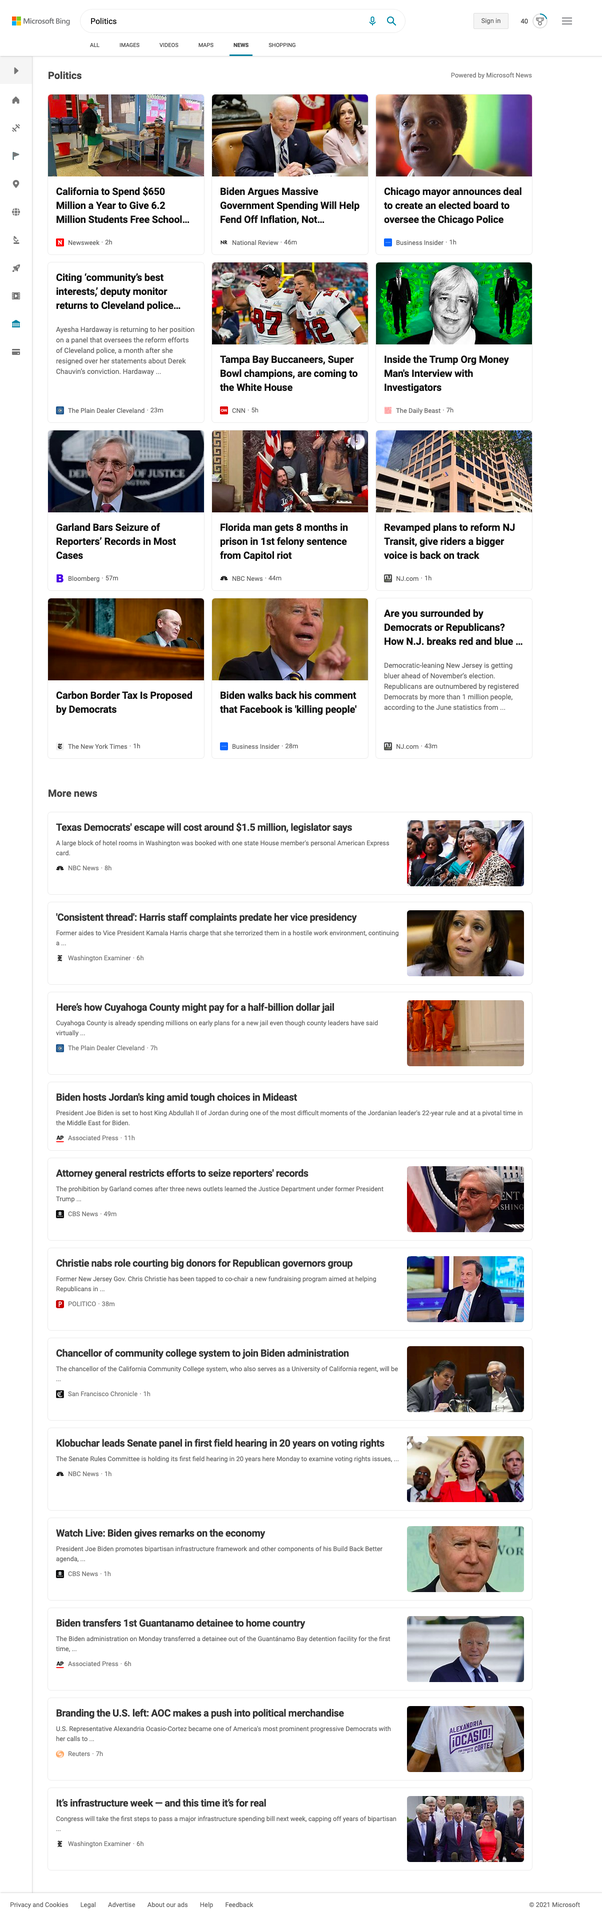 Microsoft Bing
Politics
Sign in
40
ALL
IMAGES
VIDEOS
MAPS
NEWS
SHOPPING
Politics
Powered by Microsoft News
California to Spend $650
Million a Year to Give 6.2
Million Students Free School...
Newsweek · 2h
Biden Argues Massive
Government Spending Will Help
Fend Off Inflation, Not...
NR National Review · 46m
Chicago mayor announces deal
to create an elected board to
oversee the Chicago Police
Business Insider · 1h
Citing 'community's best
interests,' deputy monitor
returns to Cleveland police...
Ayesha Hardaway is returning to her position
on a panel that oversees the reform efforts
of Cleveland police, a month after she
resigned over her statements about Derek
Chauvin's conviction. Hardaway ...
The Plain Dealer Cleveland · 23m
87
12
Tampa Bay Buccaneers, Super
Bowl champions, are coming to
the White House
CNN · 5h
Inside the Trump Org Money
Man's Interview with
Investigators
The Daily Beast · 7h
Garland Bars Seizure of
Reporters' Records in Most
Cases
Bloomberg · 57m
Florida man gets 8 months in
prison in 1st felony sentence
from Capitol riot
NBC News · 44m
Revamped plans to reform NJ
Transit, give riders a bigger
voice is back on track
NJ.com · 1h
Carbon Border Tax Is Proposed
by Democrats
The New York Times · 1h
Biden walks back his comment
that Facebook is 'killing people'
Business Insider · 28m
Are you surrounded by
Democrats or Republicans?
How N.J. breaks red and blue ...
Democratic-leaning New Jersey is getting
bluer ahead of November's election.
Republicans are outnumbered by registered
Democrats by more than 1 million people,
according to the June statistics from ...
NJ.com · 43m
More news
Texas Democrats' escape will cost around $1.5 million, legislator says
A large block of hotel rooms in Washington was booked with one state House member's personal American Express
card.
NBC News · 8h
'Consistent thread': Harris staff complaints predate her vice presidency
Former aides to Vice President Kamala Harris charge that she terrorized them in a hostile work environment, continuing
a ...
Washington Examiner · 6h
Here's how Cuyahoga County might pay for a half-billion dollar jail
Cuyahoga County is already spending millions on early plans for a new jail even though county leaders have said
virtually ...
The Plain Dealer Cleveland · 7h
Biden hosts Jordan's king amid tough choices in Mideast
President Joe Biden is set to host King Abdullah II of Jordan during one of the most difficult moments of the Jordanian leader's 22-year rule and at a pivotal time in
the Middle East for Biden.
AP Associated Press · 11h
Attorney general restricts efforts to seize reporters' records
The prohibition by Garland comes after three news outlets learned the Justice Department under former President
Trump ...
CBS News · 49m
Christie nabs role courting big donors for Republican governors group
Former New Jersey Gov. Chris Christie has been tapped to co-chair a new fundraising program aimed at helping
Republicans in ...
POLITICO · 38m
Chancellor of community college system to join Biden administration
The chancellor of the California Community College system, who also serves as a University of California regent, will be
...
San Francisco Chronicle · 1h
Klobuchar leads Senate panel in first field hearing in 20 years on voting rights
The Senate Rules Committee is holding its first field hearing in 20 years here Monday to examine voting rights issues, ...
NBC News · 1h
Watch Live: Biden gives remarks on the economy
President Joe Biden promotes bipartisan infrastructure framework and other components of his Build Back Better
agenda, ...
CBS News · 1h
Biden transfers 1st Guantanamo detainee to home country
The Biden administration on Monday transferred a detainee out of the Guantánamo Bay detention facility for the first
time, ...
AP Associated Press · 6h
Branding the U.S. left: AOC makes a push into political merchandise
U.S. Representative Alexandria Ocasio-Cortez became one of America's most prominent progressive Democrats with
her calls to ...
Reuters · 7h
ALEXANDRIA
¡OCASIO!
CORTEZ
It's infrastructure week — and this time it's for real
Congress will take the first steps to pass a major infrastructure spending bill next week, capping off years of bipartisan
...
Washington Examiner · 6h
Privacy and Cookies
Legal
Advertise
About our ads
Help
Feedback
© 2021 Microsoft